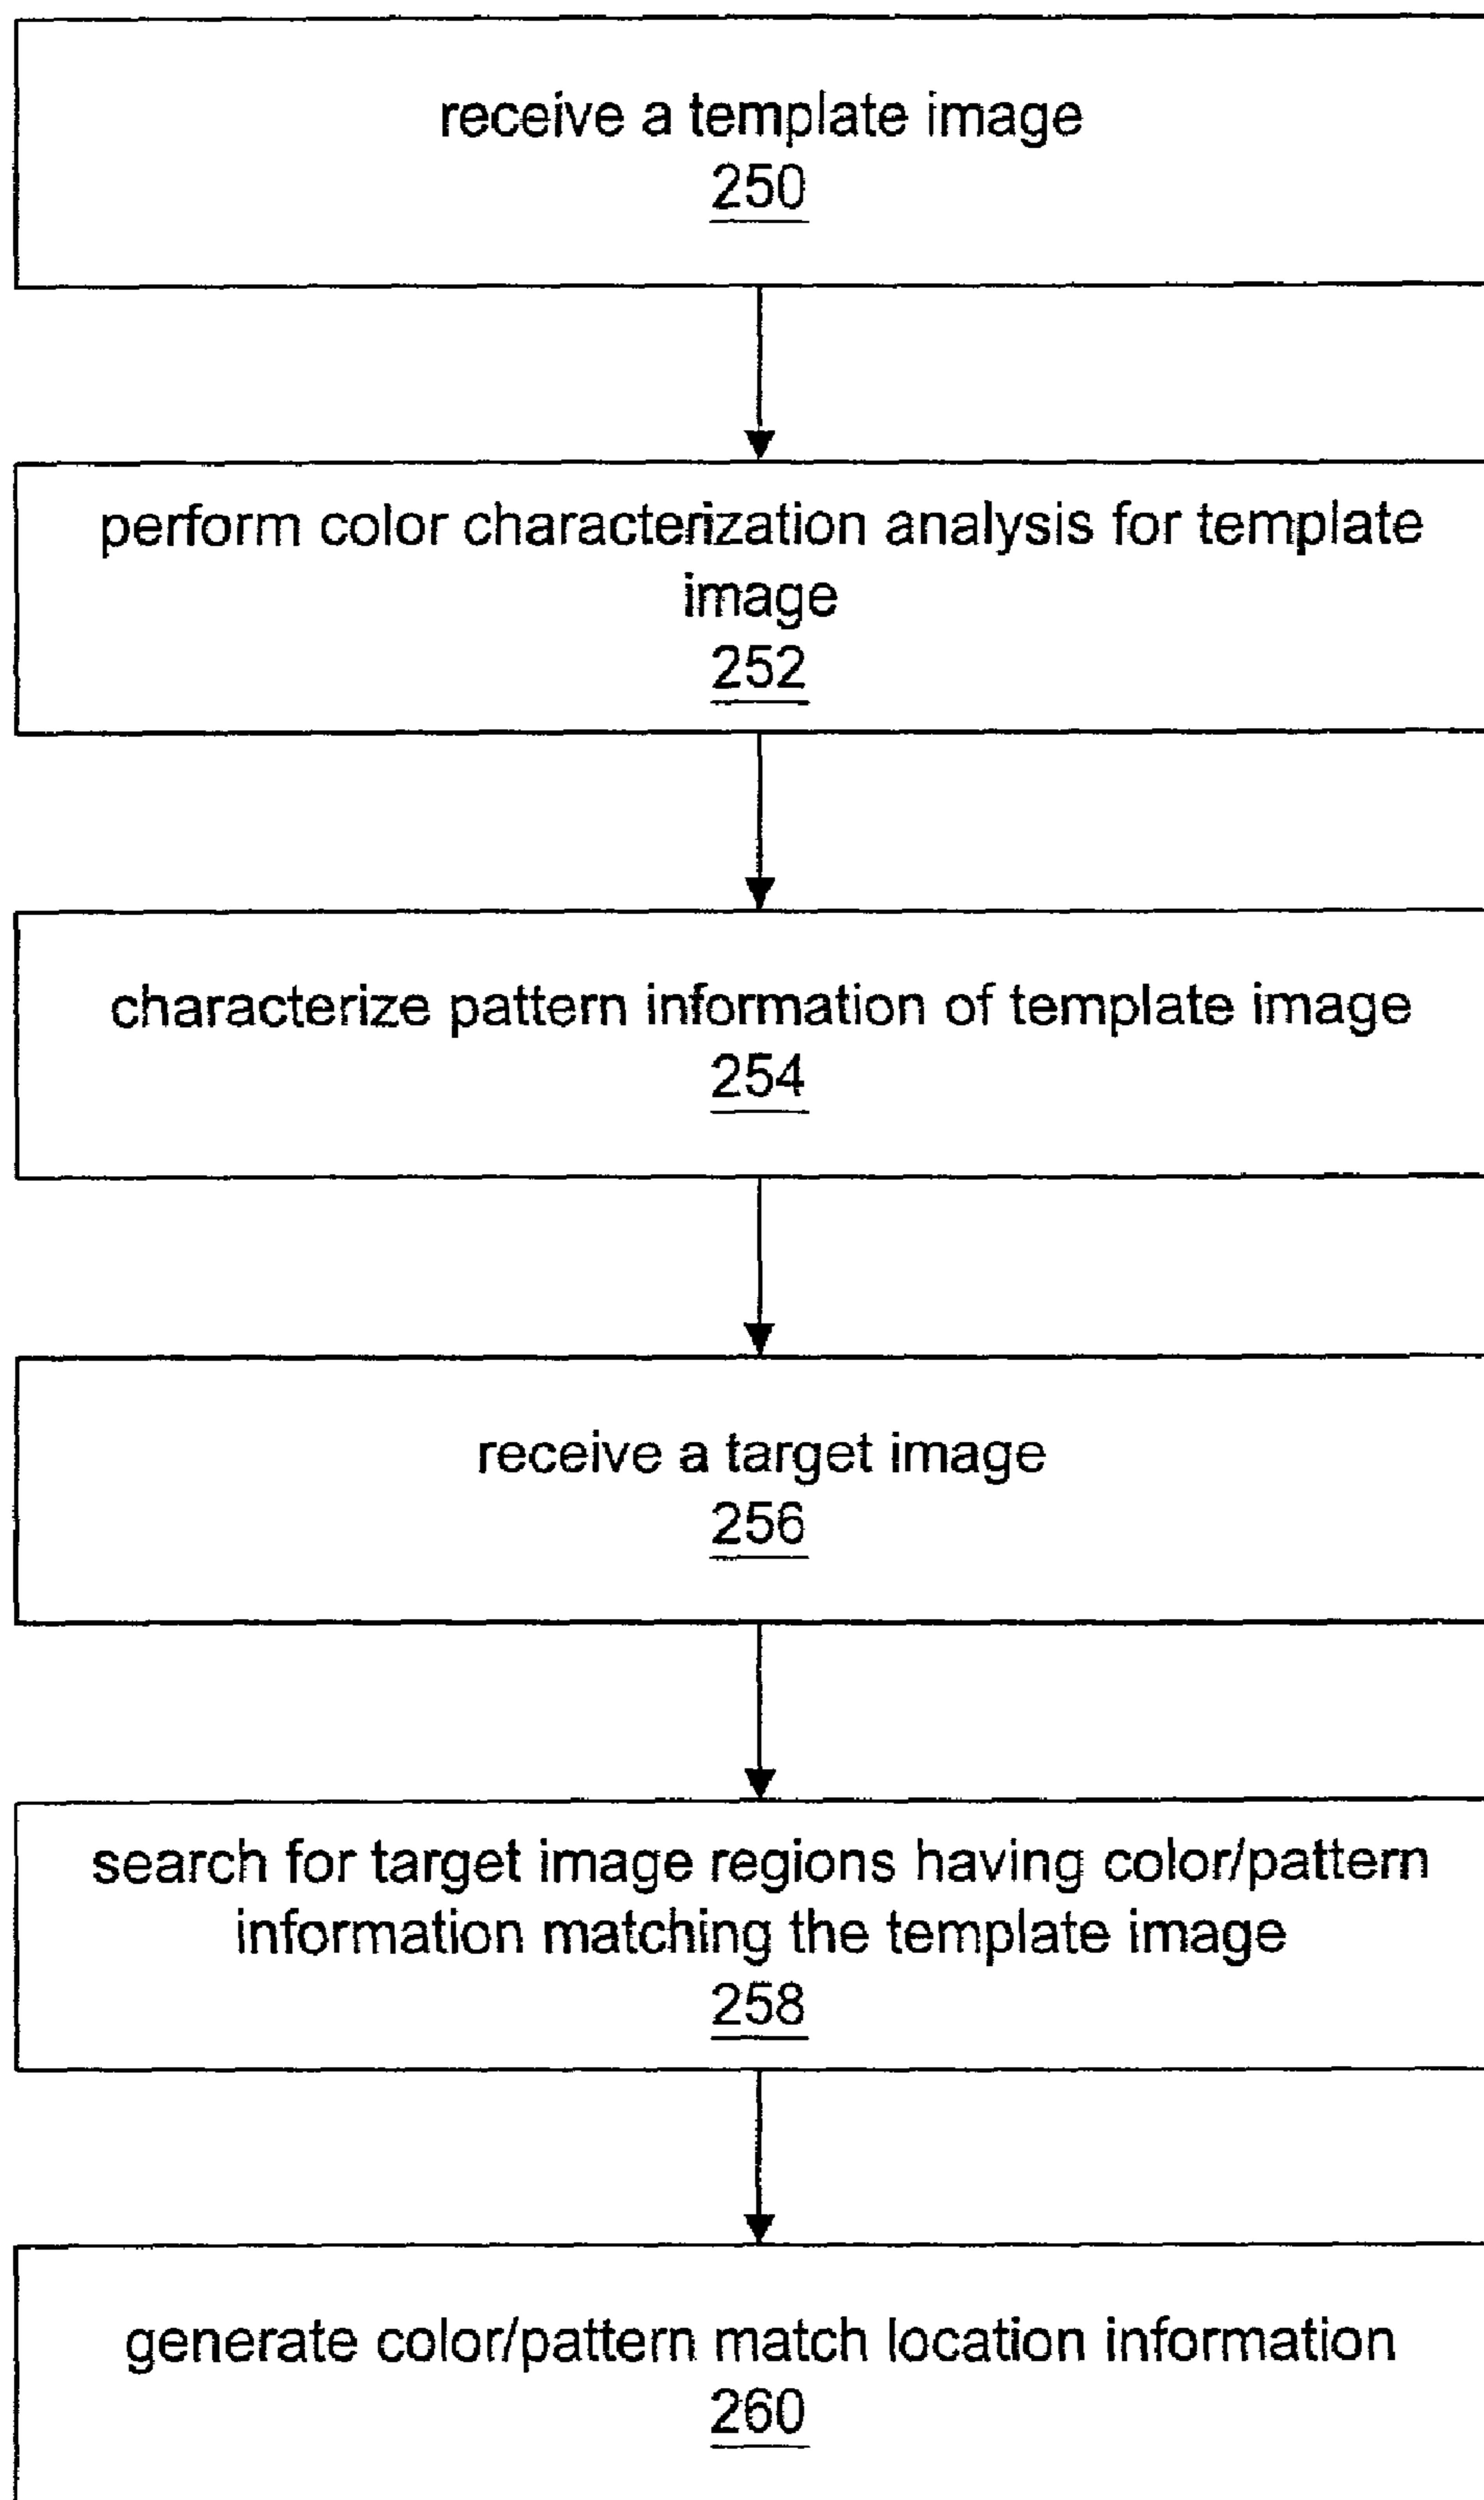 receive a template image
250
perform color characterization analysis for template
image
252
characterize pattern information of template image
254
receive a target image
256
search for target image regions having color/pattern
information matching the template image
258
generate color/pattern match location information
260